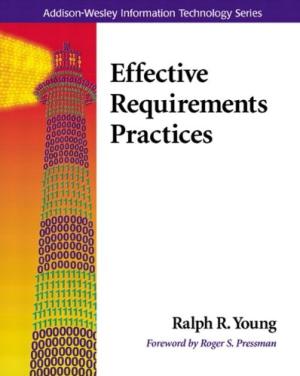 Addison-Wesley Information Technology Series
Effective
Requirements
Practices
Ralph R. Young
Foreword by Roger S. Pressman